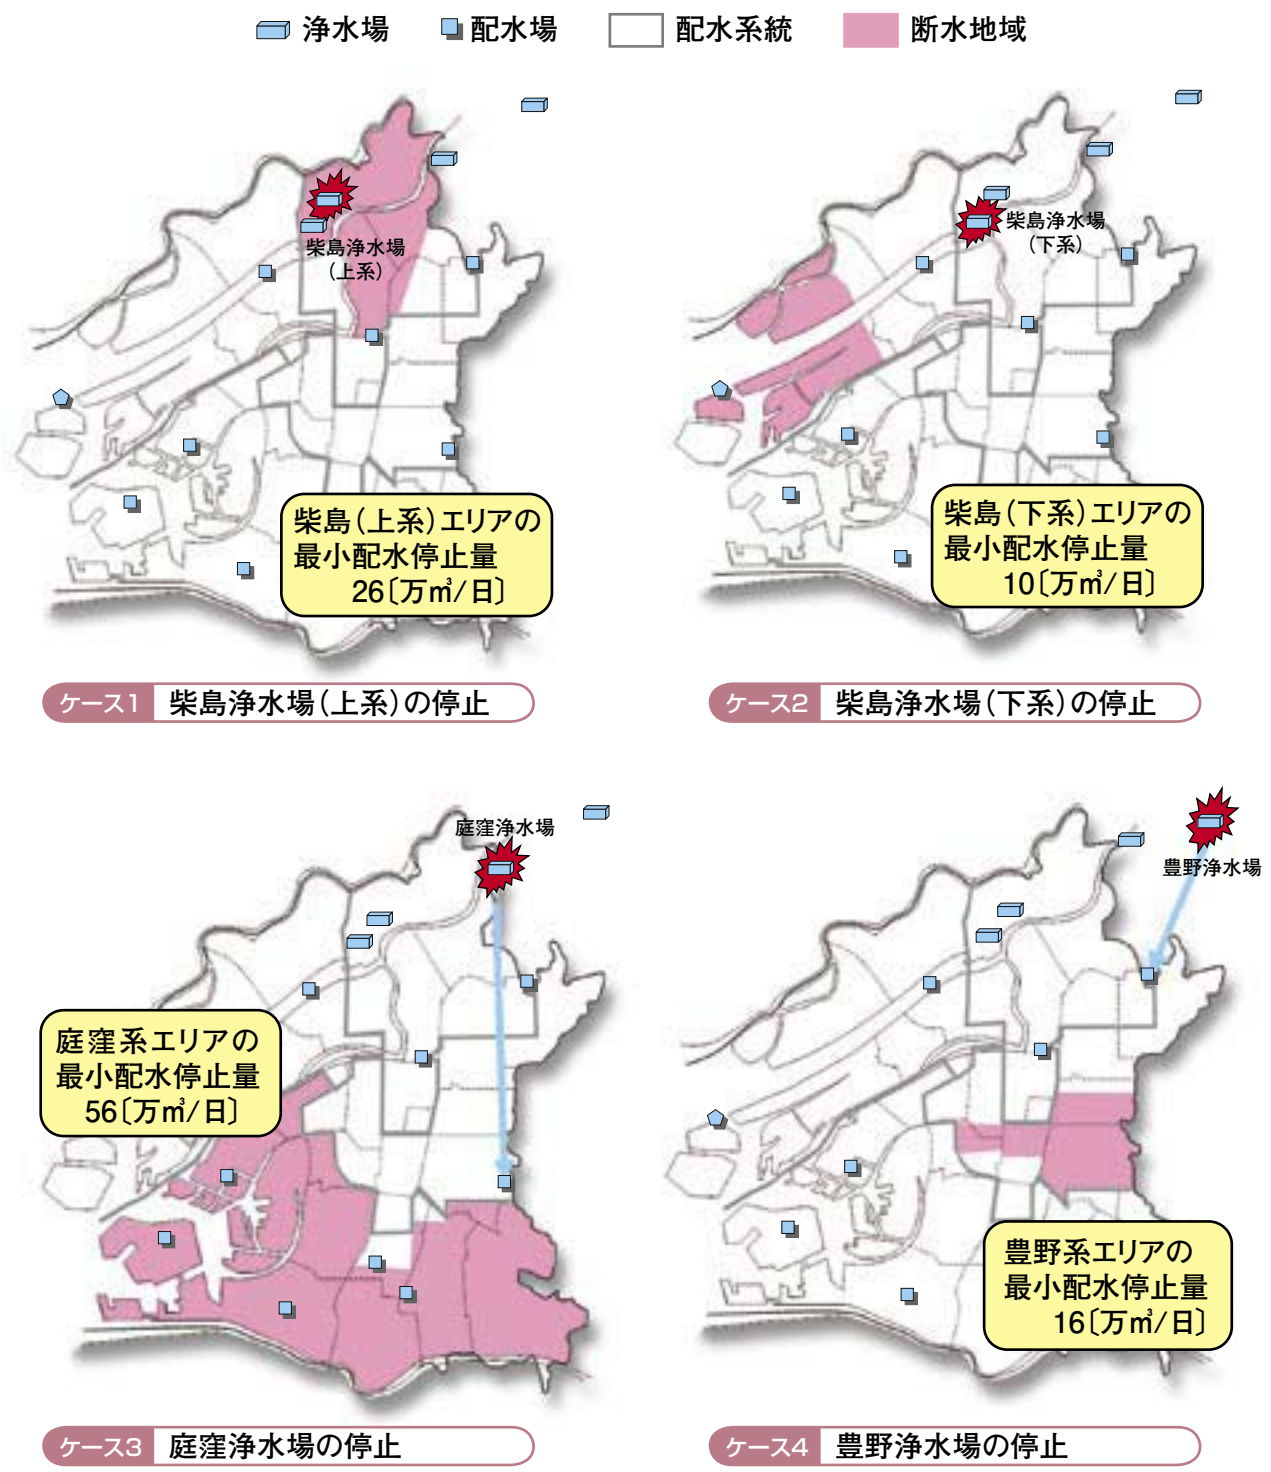 浄水場 配水場 配水系統 断水地域
柴島浄水場
(上系)
柴島(上系)エリアの
最小配水停止量
26〔万㎥/日〕
ケース1 柴島浄水場(上系)の停止
柴島浄水場
(下系)
柴島(下系)エリアの
最小配水停止量
10〔万㎥/日〕
ケース2 柴島浄水場(下系)の停止
庭窪浄水場
庭窪系エリアの
最小配水停止量
56〔万㎥/日〕
ケース3 庭窪浄水場の停止
豊野浄水場
豊野系エリアの
最小配水停止量
16〔万㎥/日〕
ケース4 豊野浄水場の停止